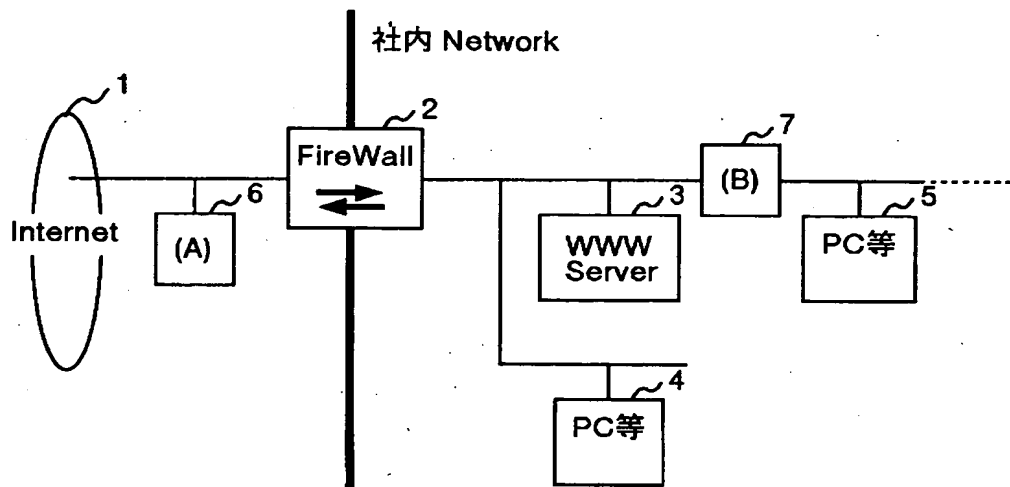 社内 Network
1
2
FireWall
7
(B)
6
3
5
Internet
(A)
WWW
Server
PC等
4
PC等